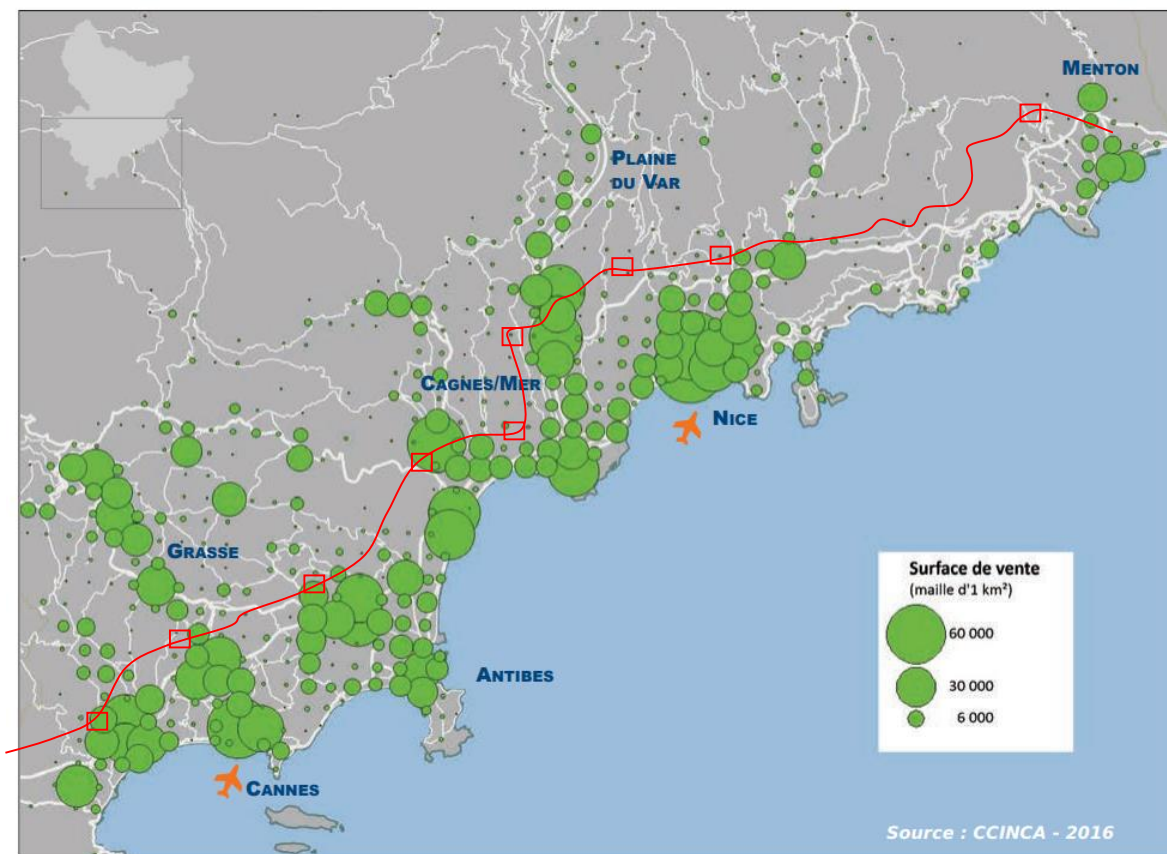 MENTON
PLAINE
DU VAR
CAGNES/MER
NICE
GRASSE
ANTIBES
CANNES
Surface de vente
(maille d'1 km²)
60 000
30 000
6 000
Source : CCINCA - 2016